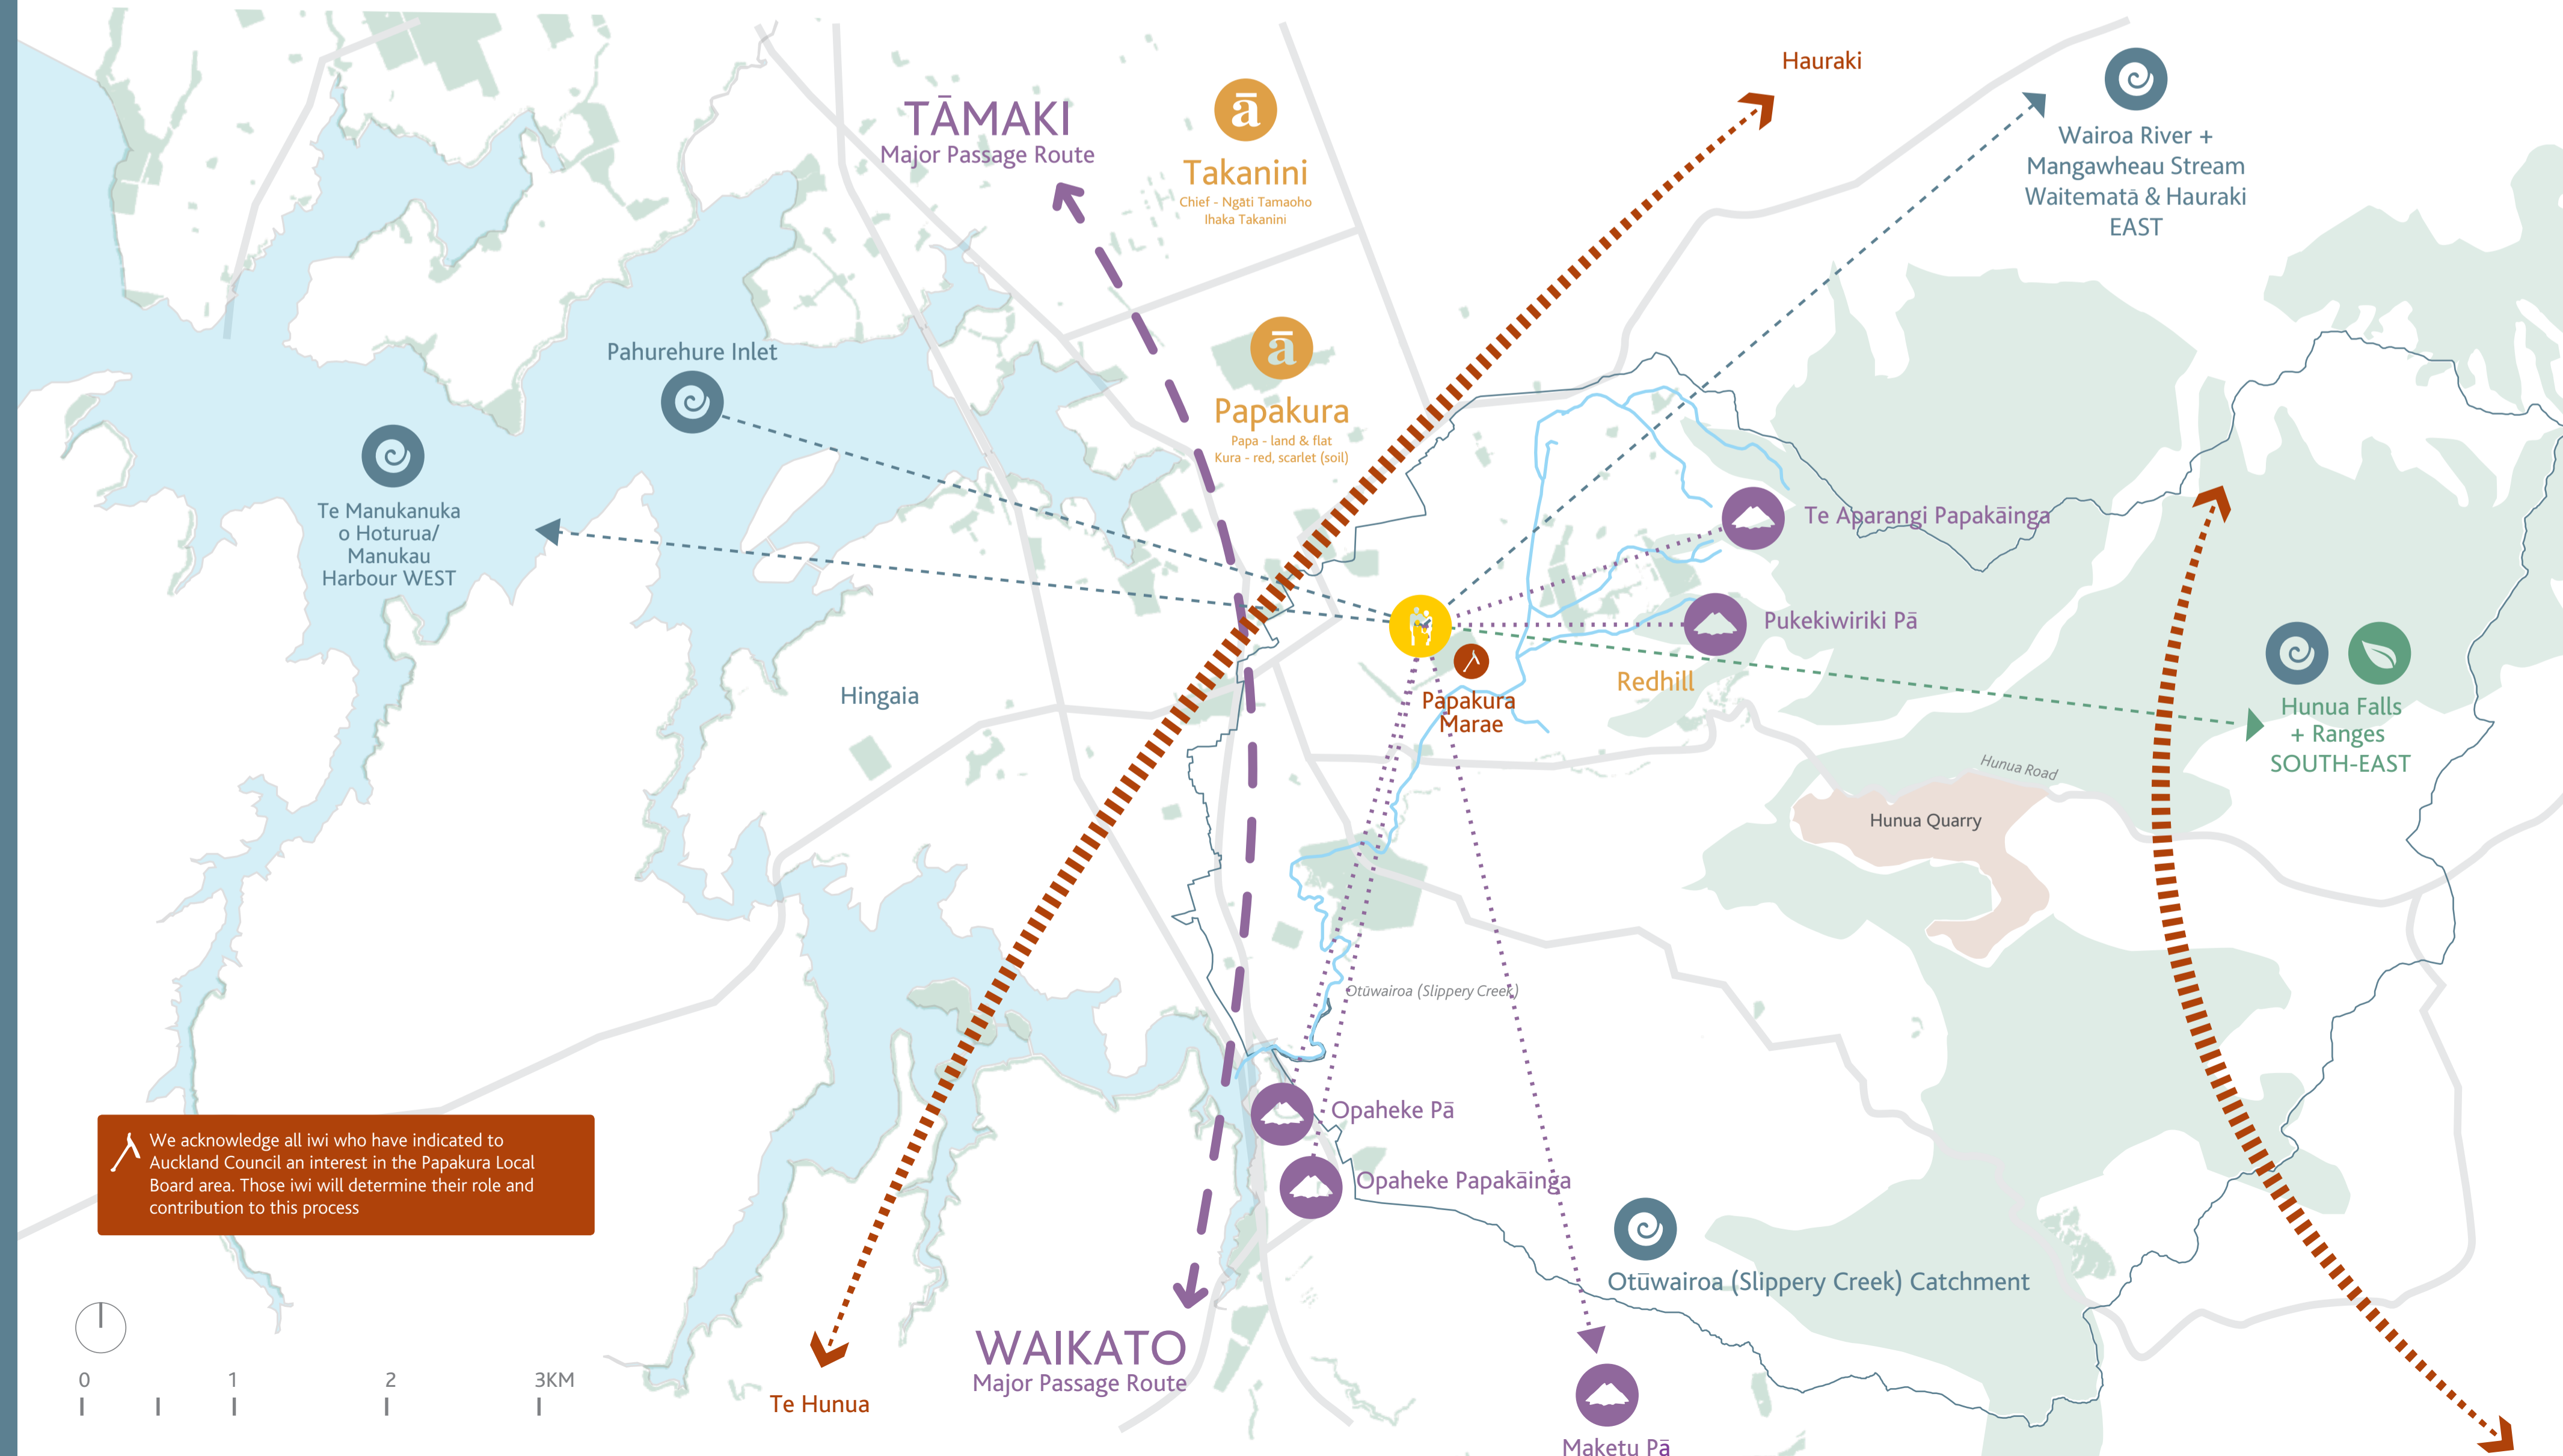 Hauraki
TĀMAKI
Major Passage Route
ā
Takanini
Chief - Ngāti Tamaoho
Ihaka Takanini
Wairoa River +
Mangawheau Stream
Waitematā & Hauraki
EAST
Pahurehure Inlet
ā
Papakura
Papa - land & flat
Kura - red, scarlet (soil)
Te Manukanuka
o Hoturua/
Manukau
Harbour WEST
Te Aparangi Papakāinga
Pukekiwiriki Pā
Redhill
Papakura
Marae
Hingaia
Hunua Falls
+ Ranges
SOUTH-EAST
Hunua Road
Hunua Quarry
Otūwairoa (Slippery Creek)
Opaheke Pā
Opaheke Papakāinga
We acknowledge all iwi who have indicated to
Auckland Council an interest in the Papakura Local
Board area. Those iwi will determine their role and
contribution to this process
Otūwairoa (Slippery Creek) Catchment
WAIKATO
Major Passage Route
0 1 2 3KM
Te Hunua
Maketu Pā